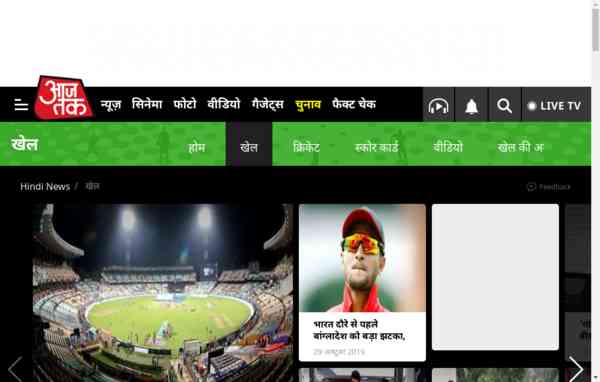 आज
तक
न्यूज़ सिनेमा फोटो वीडियो गैजेट्स चुनाव फैक्ट चेक
LIVE TV
खेल
होम खेल क्रिकेट स्कोर कार्ड वीडियो खेल की
Hindi News / खेल
Feedback
भारत दौरे से पहले
बांग्लादेश को बड़ा झटका,
29 अक्टूबर 2019